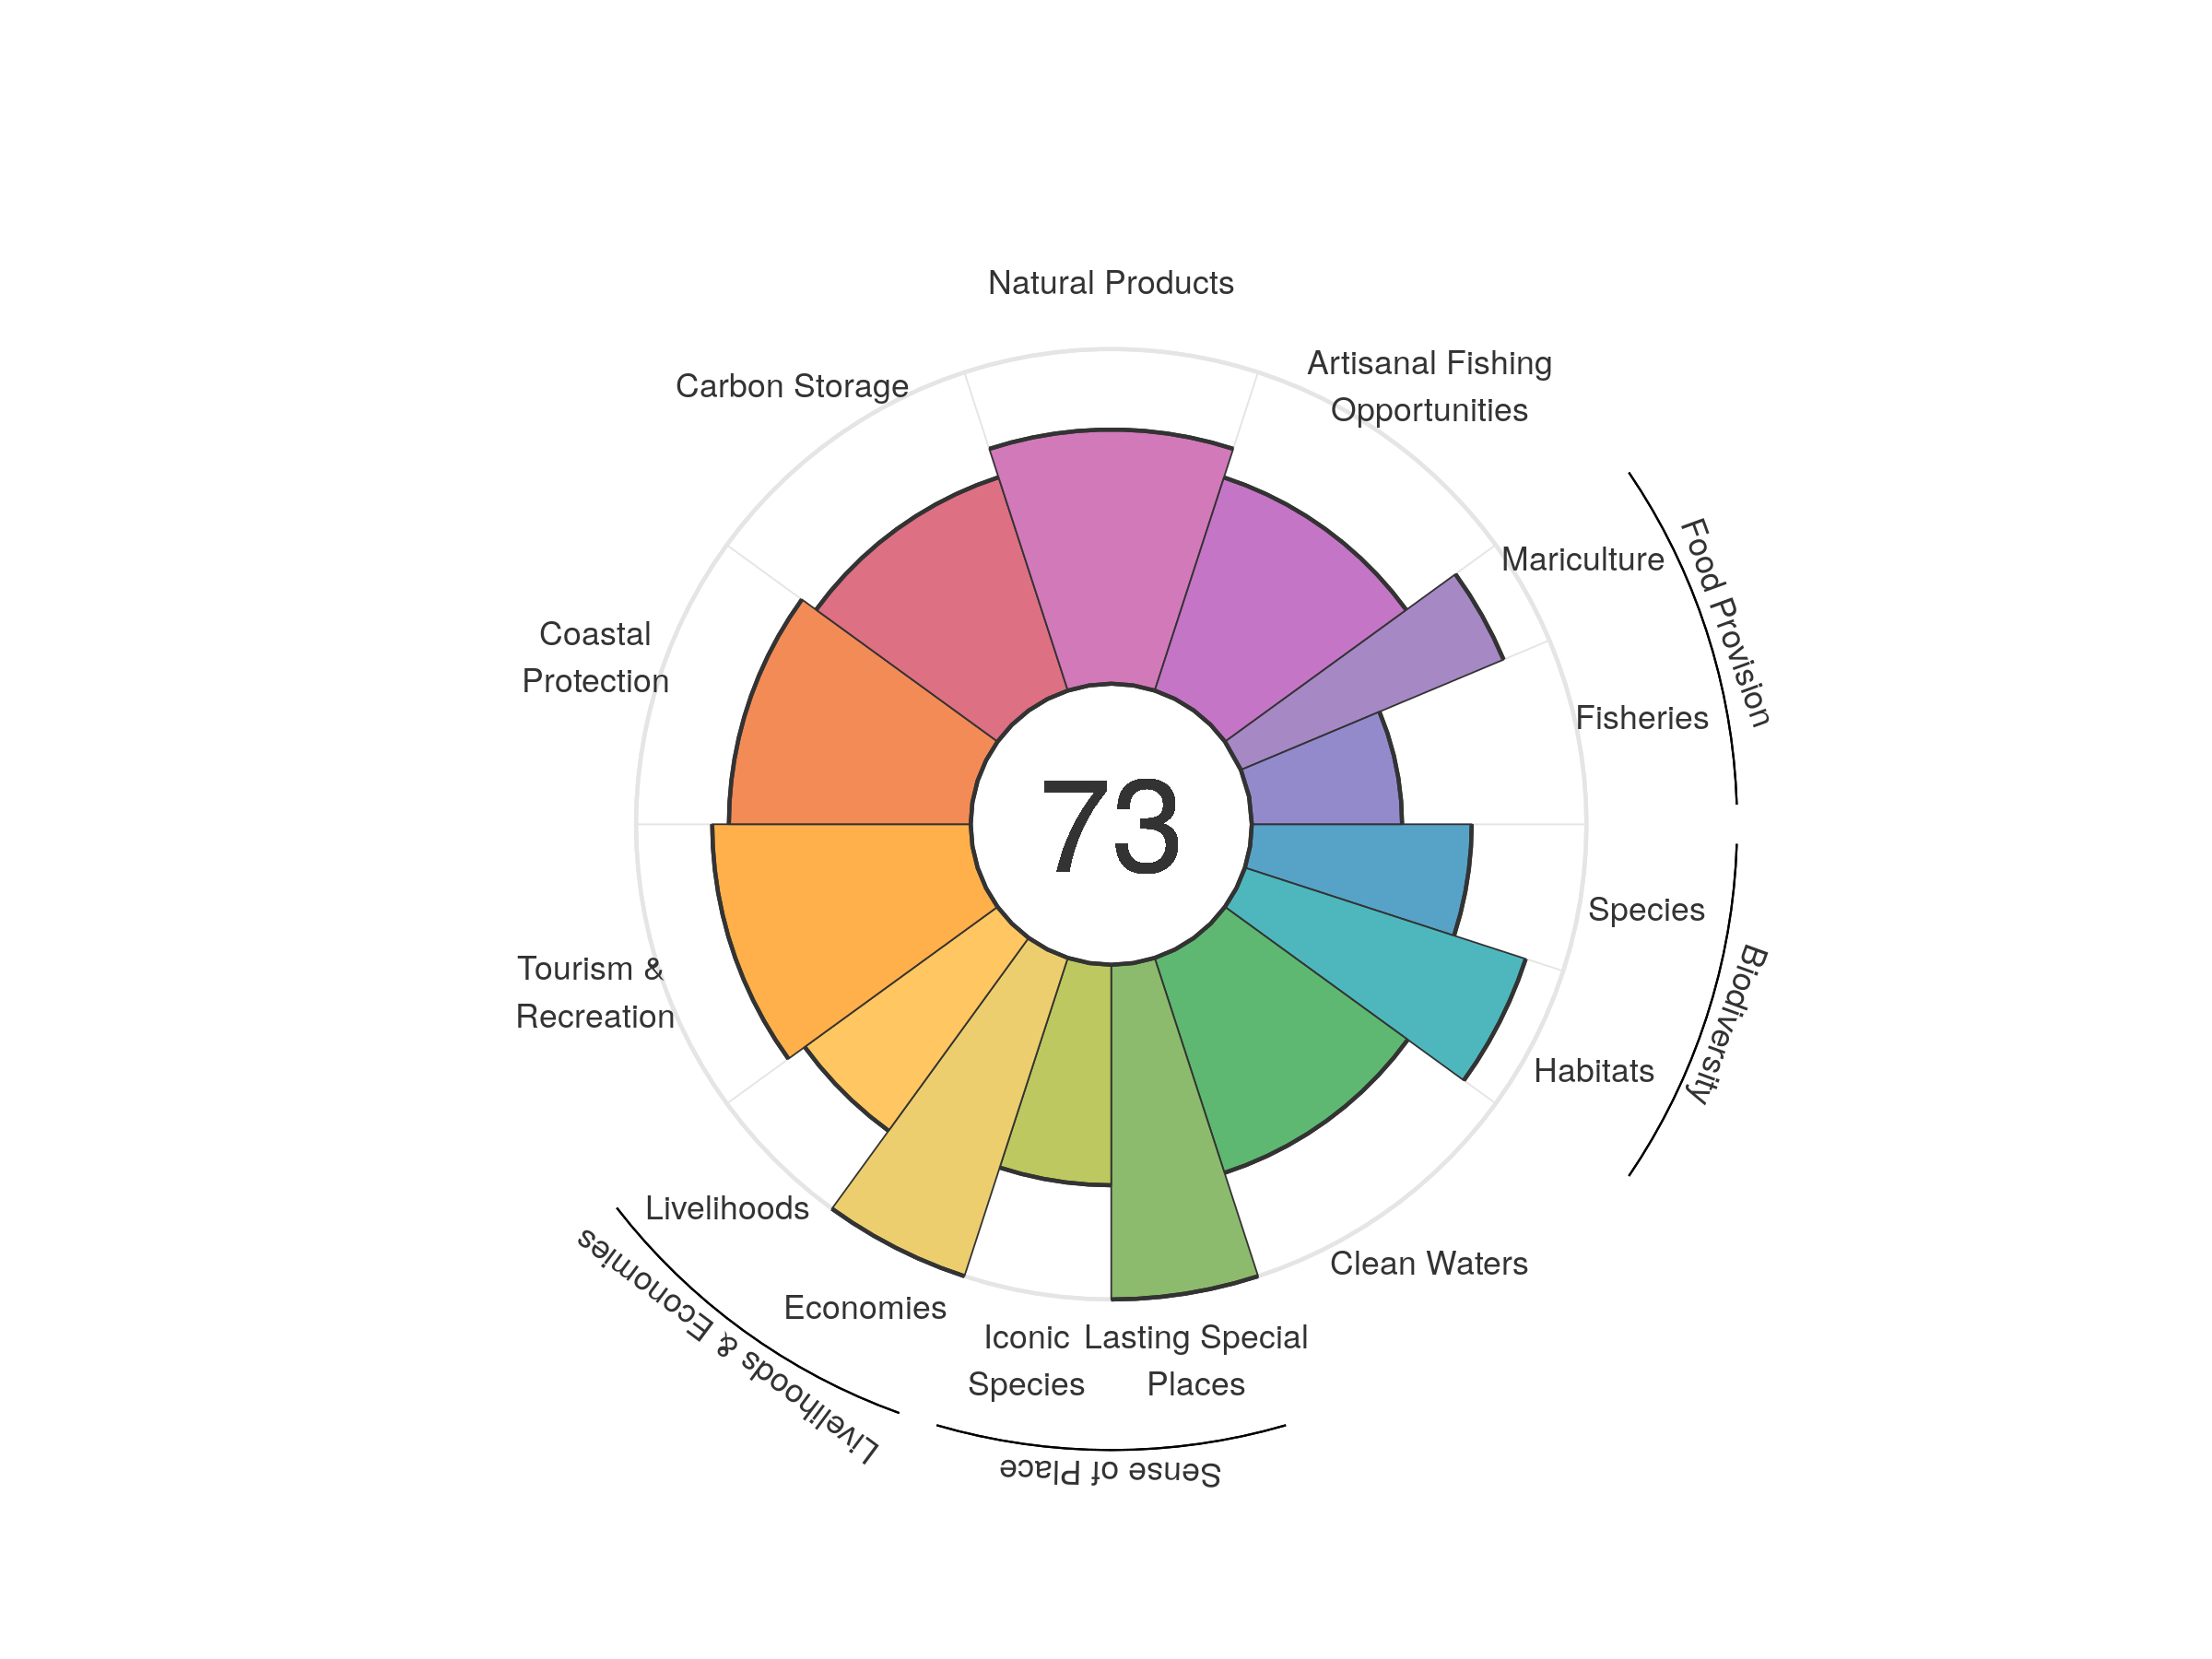 Natural Products
Artisanal Fishing
Opportunities
Carbon Storage
Mariculture
Food Provision
Coastal
Protection
Fisheries
73
Species
Biodiversity
Tourism &
Recreation
Habitats
Livelihoods
Livelihoods & Economies
Economies
Clean Waters
Iconic
Species
Lasting Special
Places
Sense of Place